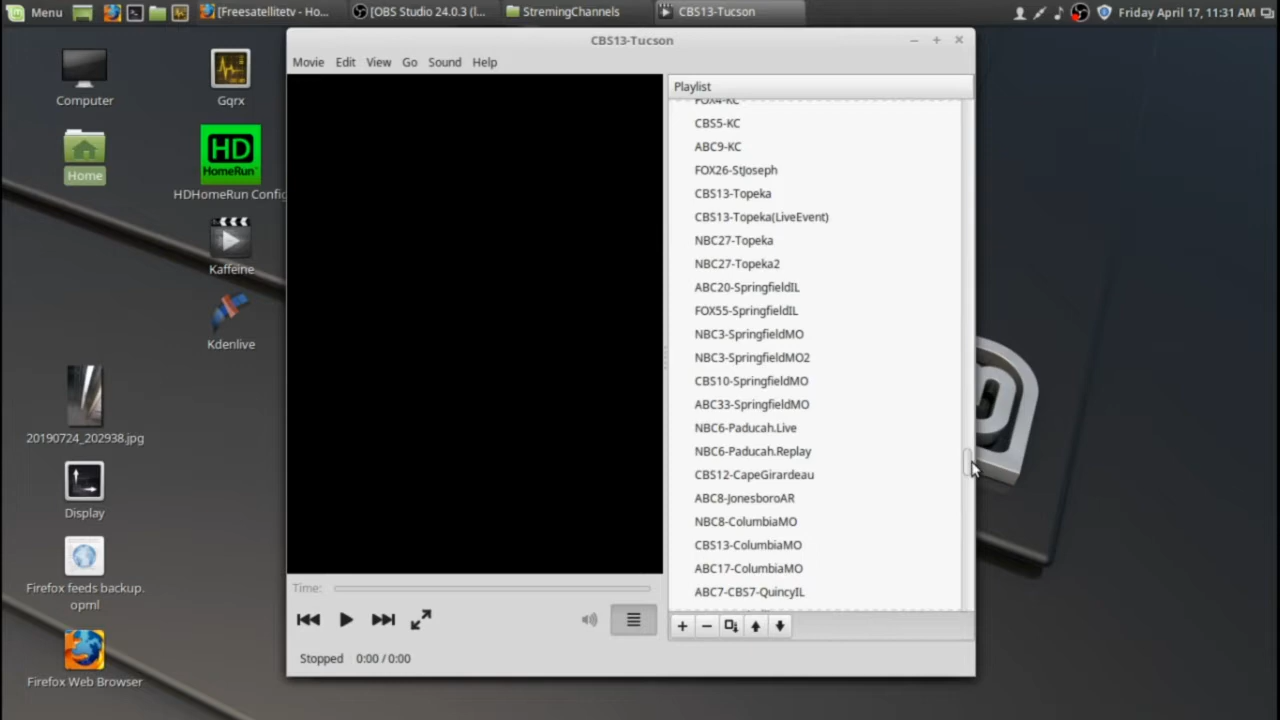 Menu
[Freesatellitetv - Ho...
[OBS Studio 24.0.3 (l...
StremingChannels
CBS13-Tucson
Friday April 17, 11:31 AM
Computer
Gqrx
Home
HD
HomeRun
HDHomeRun Config
Kaffeine
Kdenlive
20190724_202938.jpg
Display
Firefox feeds backup.
opml
Firefox Web Browser
CBS13-Tucson
Movie Edit View Go Sound Help
Playlist
FOX4-KC
CBS5-KC
ABC9-KC
FOX26-StJoseph
CBS13-Topeka
CBS13-Topeka(LiveEvent)
NBC27-Topeka
NBC27-Topeka2
ABC20-SpringfieldIL
FOX55-SpringfieldIL
NBC3-SpringfieldMO
NBC3-SpringfieldMO2
CBS10-SpringfieldMO
ABC33-SpringfieldMO
NBC6-Paducah.Live
NBC6-Paducah.Replay
CBS12-CapeGirardeau
ABC8-JonesboroAR
NBC8-ColumbiaMO
CBS13-ColumbiaMO
ABC17-ColumbiaMO
ABC7-CBS7-QuincyIL
Time:
Stopped 0:00 / 0:00